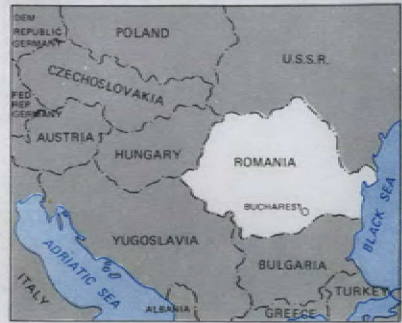 DEM
REPUBLIC
GERMANY
POLAND
U.S.S.R.
CZECHOSLOVAKIA
FED
REP
GERMANY
AUSTRIA
HUNGARY
ROMANIA
BUCHAREST
BLACK SEA
YUGOSLAVIA
ADRIATIC SEA
BULGARIA
ITALY
ALBANIA
TURKEY
GREECE